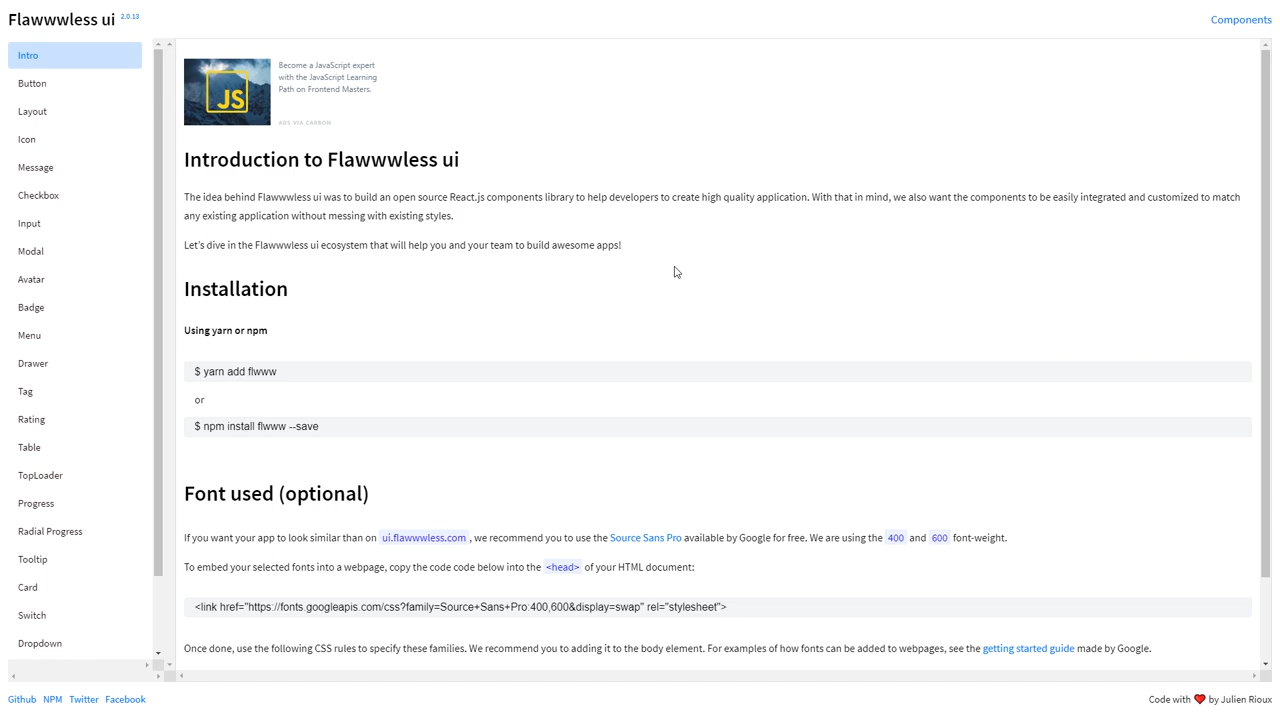 Flawwwless ui 2.0.13
Components
Intro
Button
Layout
Icon
Message
Checkbox
Input
Modal
Avatar
Badge
Menu
Drawer
Tag
Rating
Table
TopLoader
Progress
Radial Progress
Tooltip
Card
Switch
Dropdown
JS
Become a JavaScript expert
with the JavaScript Learning
Path on Frontend Masters.
ADS VIA CARBON
Introduction to Flawwwless ui
The idea behind Flawwwless ui was to build an open source React.js components library to help developers to create high quality application. With that in mind, we also want the components to be easily integrated and customized to match
any existing application without messing with existing styles.
Let's dive in the Flawwwless ui ecosystem that will help you and your team to build awesome apps!
Installation
Using yarn or npm
$ yarn add flwww
or
$ npm install flwww --save
Font used (optional)
If you want your app to look similar than on ui.flawwwless.com , we recommend you to use the Source Sans Pro available by Google for free. We are using the 400 and 600 font-weight.
To embed your selected fonts into a webpage, copy the code code below into the <head> of your HTML document:
<link href="https://fonts.googleapis.com/css?family=Source+Sans+Pro:400,600&display=swap" rel="stylesheet">
Once done, use the following CSS rules to specify these families. We recommend you to adding it to the body element. For examples of how fonts can be added to webpages, see the getting started guide made by Google.
Github NPM Twitter Facebook
Code with ❤️ by Julien Rioux